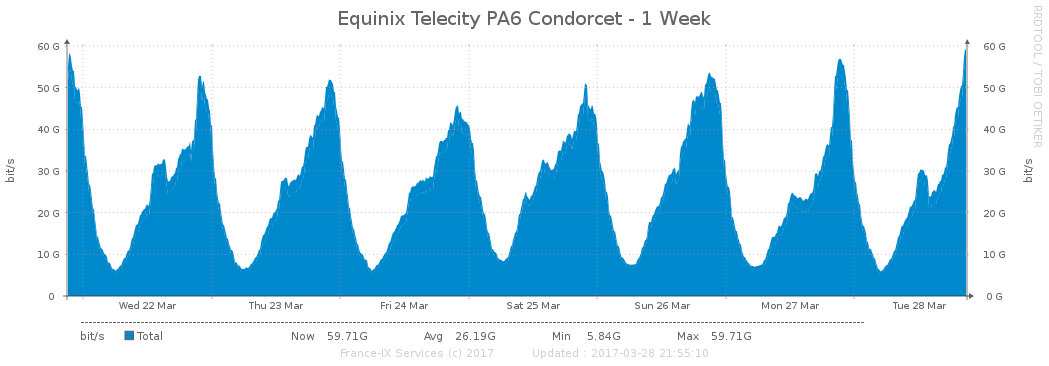 Equinix Telecity PA6 Condorcet - 1 Week
RRDTOOL / TOBI OETIKER
60 G 60 G
50 G 50 G
40 G 40 G
30 G 30 G
20 G 20 G
10 G 10 G
0 0 G
bit/s
bit/s
Wed 22 Mar Thu 23 Mar Fri 24 Mar Sat 25 Mar Sun 26 Mar Mon 27 Mar Tue 28 Mar
bit/s Total Now 59.71G Avg 26.19G Min 5.84G Max 59.71G
France-IX Services (c) 2017 Updated : 2017-03-28 21:55:10